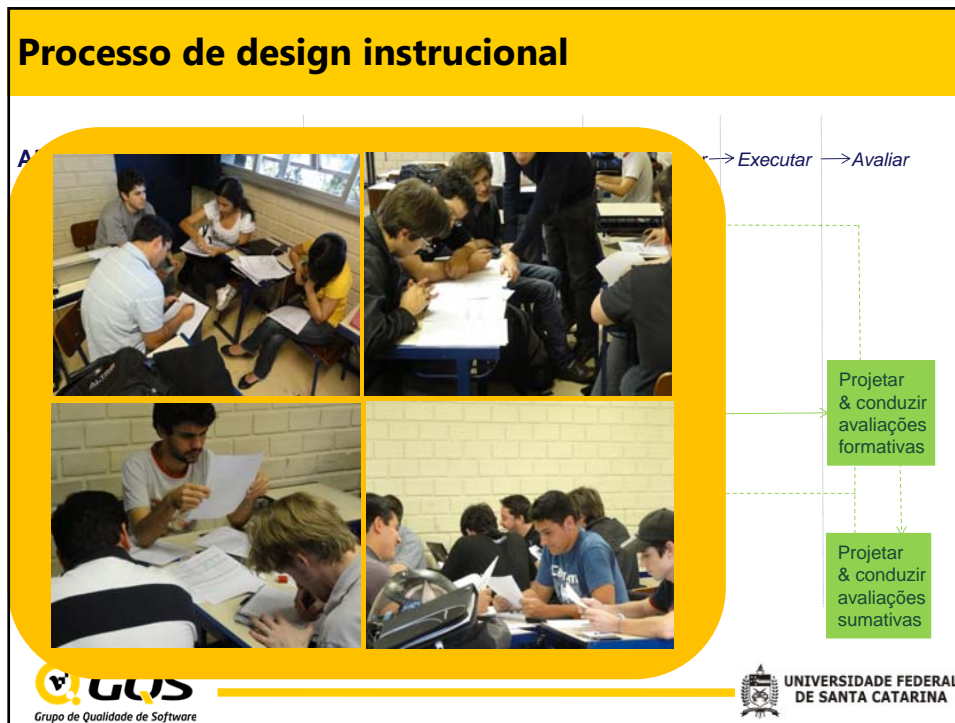 Processo de design instrucional
Executar
Avaliar
Projetar
& conduzir
avaliações
formativas
Projetar
& conduzir
avaliações
sumativas
GQS
Grupo de Qualidade de Software
UNIVERSIDADE FEDERAL
DE SANTA CATARINA